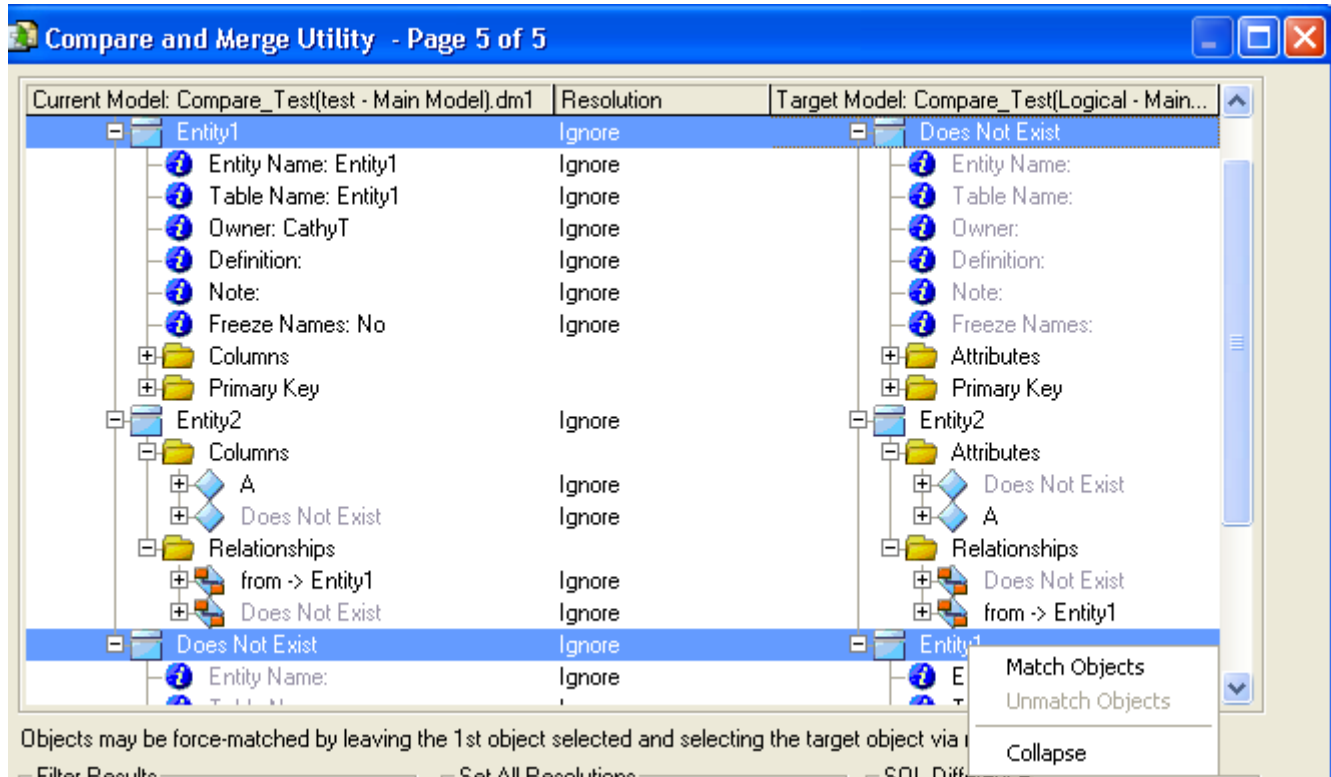 Compare and Merge Utility - Page 5 of 5
Current Model: Compare_Test(test - Main Model).dm1 Resolution Target Model: Compare_Test(Logical - Main...
Entity1 Ignore Does Not Exist
Entity Name: Entity1 Ignore Entity Name:
Table Name: Entity1 Ignore Table Name:
Owner: CathyT Ignore Owner:
Definition: Ignore Definition:
Note: Ignore Note:
Freeze Names: No Ignore Freeze Names:
Columns Attributes
Primary Key Primary Key
Entity2 Ignore Entity2
Columns Attributes
A Ignore Does Not Exist
Does Not Exist Ignore A
Relationships Relationships
from -> Entity1 Ignore Does Not Exist
Does Not Exist Ignore from -> Entity1
Does Not Exist Ignore Entity1
Entity Name: Ignore E
Match Objects
Unmatch Objects
Collapse
Objects may be force-matched by leaving the 1st object selected and selecting the target object via
Filter Results Set All Resolutions The SQL